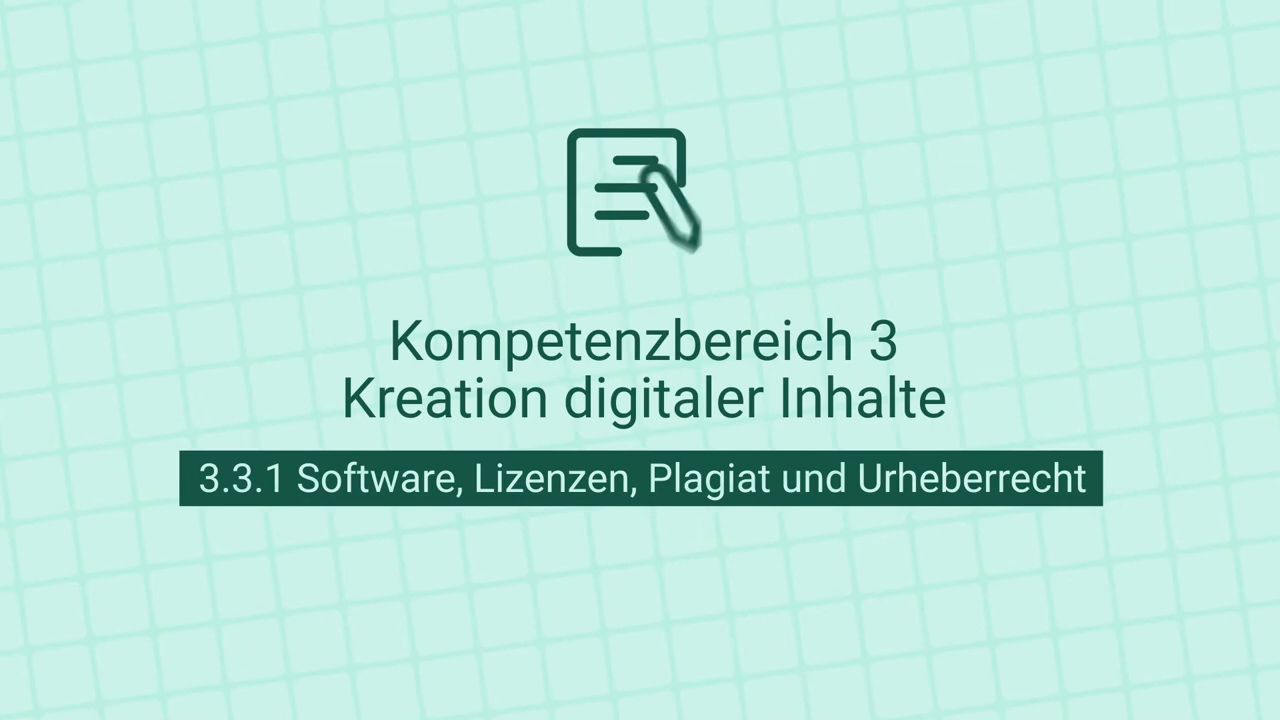 Kompetenzbereich 3
Kreation digitaler Inhalte
3.3.1 Software, Lizenzen, Plagiat und Urheberrecht